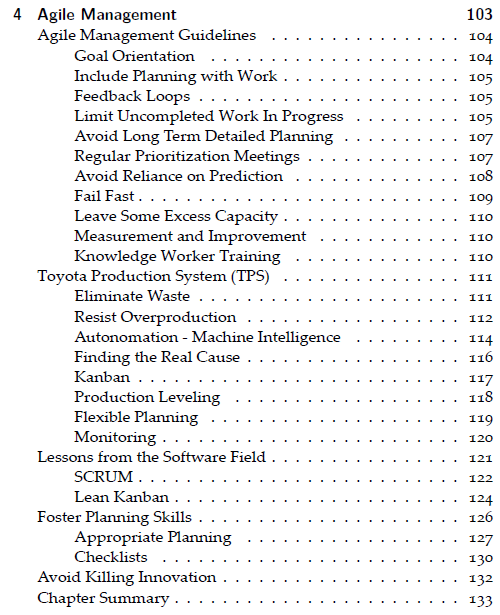 4 Agile Management 103
Agile Management Guidelines . . . . . . . . . . . . . . . . . 104
Goal Orientation . . . . . . . . . . . . . . . . . . . . 104
Include Planning with Work . . . . . . . . . . . . . . 105
Feedback Loops . . . . . . . . . . . . . . . . . . . . . 105
Limit Uncompleted Work In Progress . . . . . . . . . 105
Avoid Long Term Detailed Planning . . . . . . . . . . 107
Regular Prioritization Meetings . . . . . . . . . . . . 107
Avoid Reliance on Prediction . . . . . . . . . . . . . 108
Fail Fast . . . . . . . . . . . . . . . . . . . . . . . . . 109
Leave Some Excess Capacity . . . . . . . . . . . . . . 110
Measurement and Improvement . . . . . . . . . . . 110
Knowledge Worker Training . . . . . . . . . . . . . 110
Toyota Production System (TPS) . . . . . . . . . . . . . . . . 111
Eliminate Waste . . . . . . . . . . . . . . . . . . . . . 111
Resist Overproduction . . . . . . . . . . . . . . . . . 112
Autonomation - Machine Intelligence . . . . . . . . . 114
Finding the Real Cause . . . . . . . . . . . . . . . . . 116
Kanban . . . . . . . . . . . . . . . . . . . . . . . . . 117
Production Leveling . . . . . . . . . . . . . . . . . . 118
Flexible Planning . . . . . . . . . . . . . . . . . . . . 119
Monitoring . . . . . . . . . . . . . . . . . . . . . . . 120
Lessons from the Software Field . . . . . . . . . . . . . . . . . 121
SCRUM . . . . . . . . . . . . . . . . . . . . . . . . . 122
Lean Kanban . . . . . . . . . . . . . . . . . . . . . . 124
Foster Planning Skills . . . . . . . . . . . . . . . . . . . . . . 126
Appropriate Planning . . . . . . . . . . . . . . . . . 127
Checklists . . . . . . . . . . . . . . . . . . . . . . . 130
Avoid Killing Innovation . . . . . . . . . . . . . . . . . . . . . 132
Chapter Summary . . . . . . . . . . . . . . . . . . . . . . . . 133